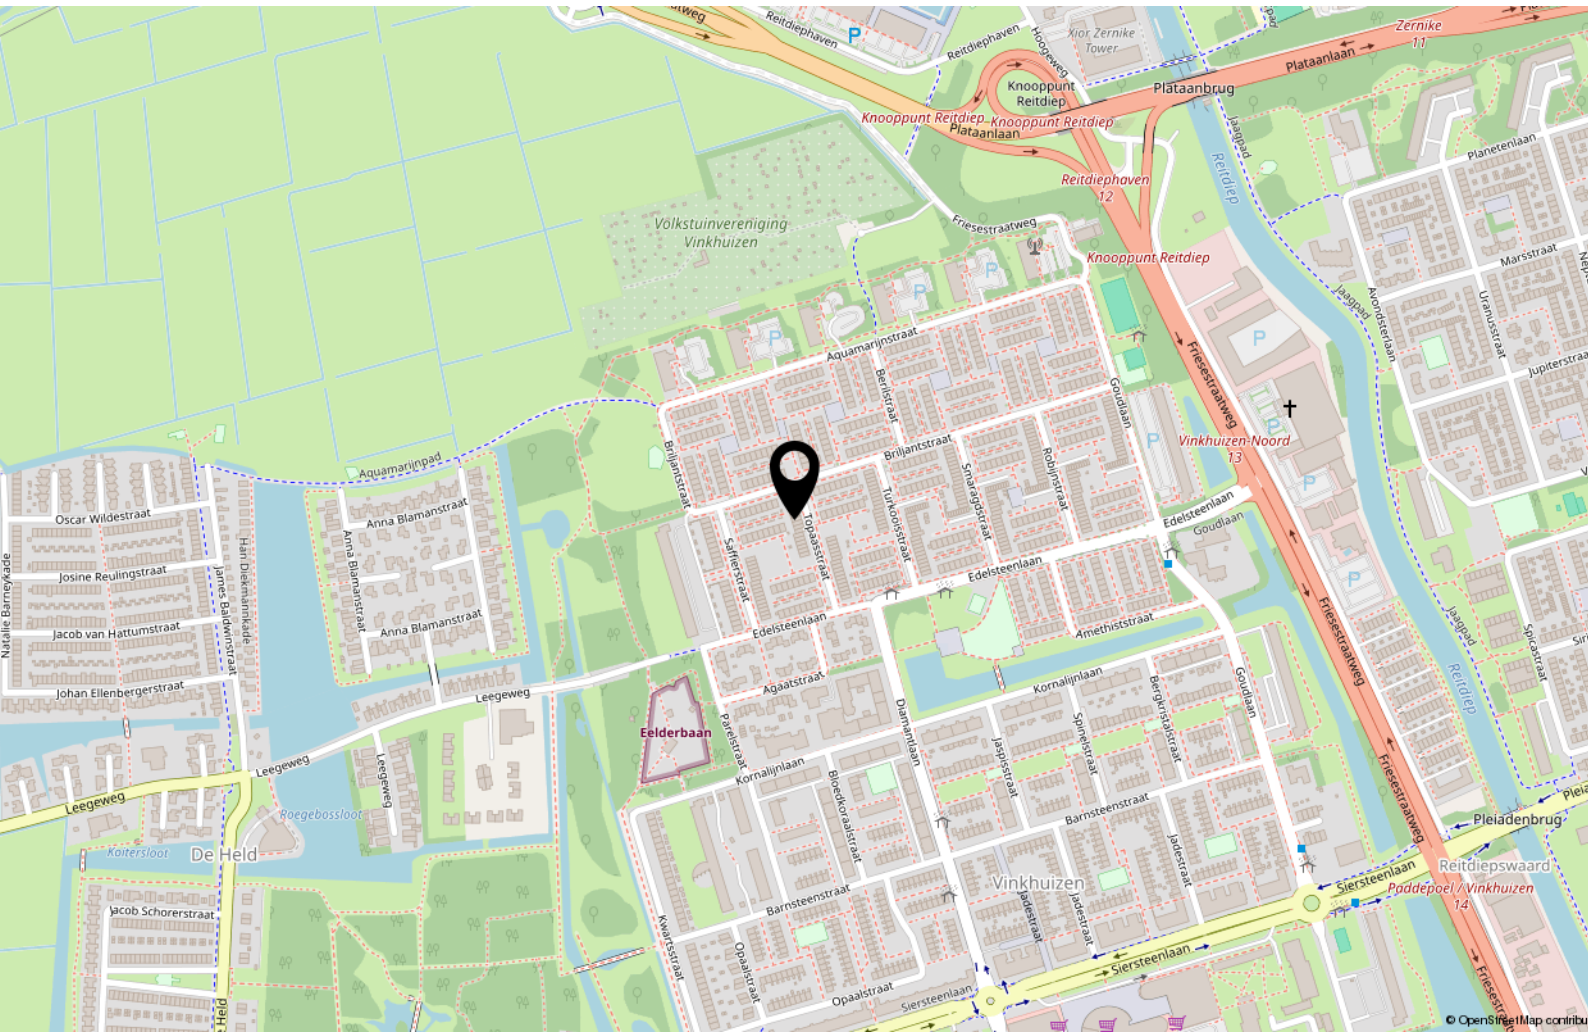 Reitdiephaven
P
Reitdiephaven
Hoogeweg
Xior Zernike
Tower
Zernike
11
Plataanlaan
Plataanbrug
Knooppunt
Reitdiep
Knooppunt Reitdiep
Knooppunt Reitdiep
Plataanlaan
Jaagpad
Reitdiep
Planetenlaan
Reitdiephaven
12
Volkstuinvereniging
Vinkhuizen
Friesestraatweg
Knooppunt Reitdiep
Marsstraat
P
P
Jaagpad
Avondsterlaan
Uranusstraat
P
Aquamarijnstraat
P
Friesestraatweg
Berilstraat
Goudlaan
Briljantstraat
Briljantstraat
P
P
Vinkhuizen-Noord
13
Aquamarijnpad
Smaragdstraat
Robijnstraat
P
Turkooisstraat
Edelsteenlaan
Goudlaan
Oscar Wildestraat
Anna Blamanstraat
Anna Blamanstraat
Topaasstraat
Saffierstraat
Han Diekmannkade
Natalie Barneykade
Josine Reulingstraat
James Baldwinstraat
Edelsteenlaan
P
Friesestraatweg
Jaagpad
Jacob van Hattumstraat
Anna Blamanstraat
Edelsteenlaan
Amethiststraat
Spicastraat
Johan Ellenbergerstraat
Leegeweg
Agaatstraat
Kornalijnlaan
Bergkristalstraat
Goudlaan
Reitdiep
Eelderbaan
Parelstraat
Diamantlaan
Spinelstraat
Jaspisstraat
Leegeweg
Leegeweg
Kornalijnlaan
Friesestraatweg
Leegeweg
Roegebossloot
Bloedkoraalstraat
Barnsteenstraat
Pleiadenbrug
Koitersloot
De Held
Jadestraat
Reitdiepswaard
Vinkhuizen
Siersteenlaan
Paddepoel / Vinkhuizen
14
Barnsteenstraat
Jadestraat
Jadestraat
Jacob Schorerstraat
Kwartsstraat
Opaalstraat
Siersteenlaan
Opaalstraat
Siersteenlaan
© OpenStreetMap contribu